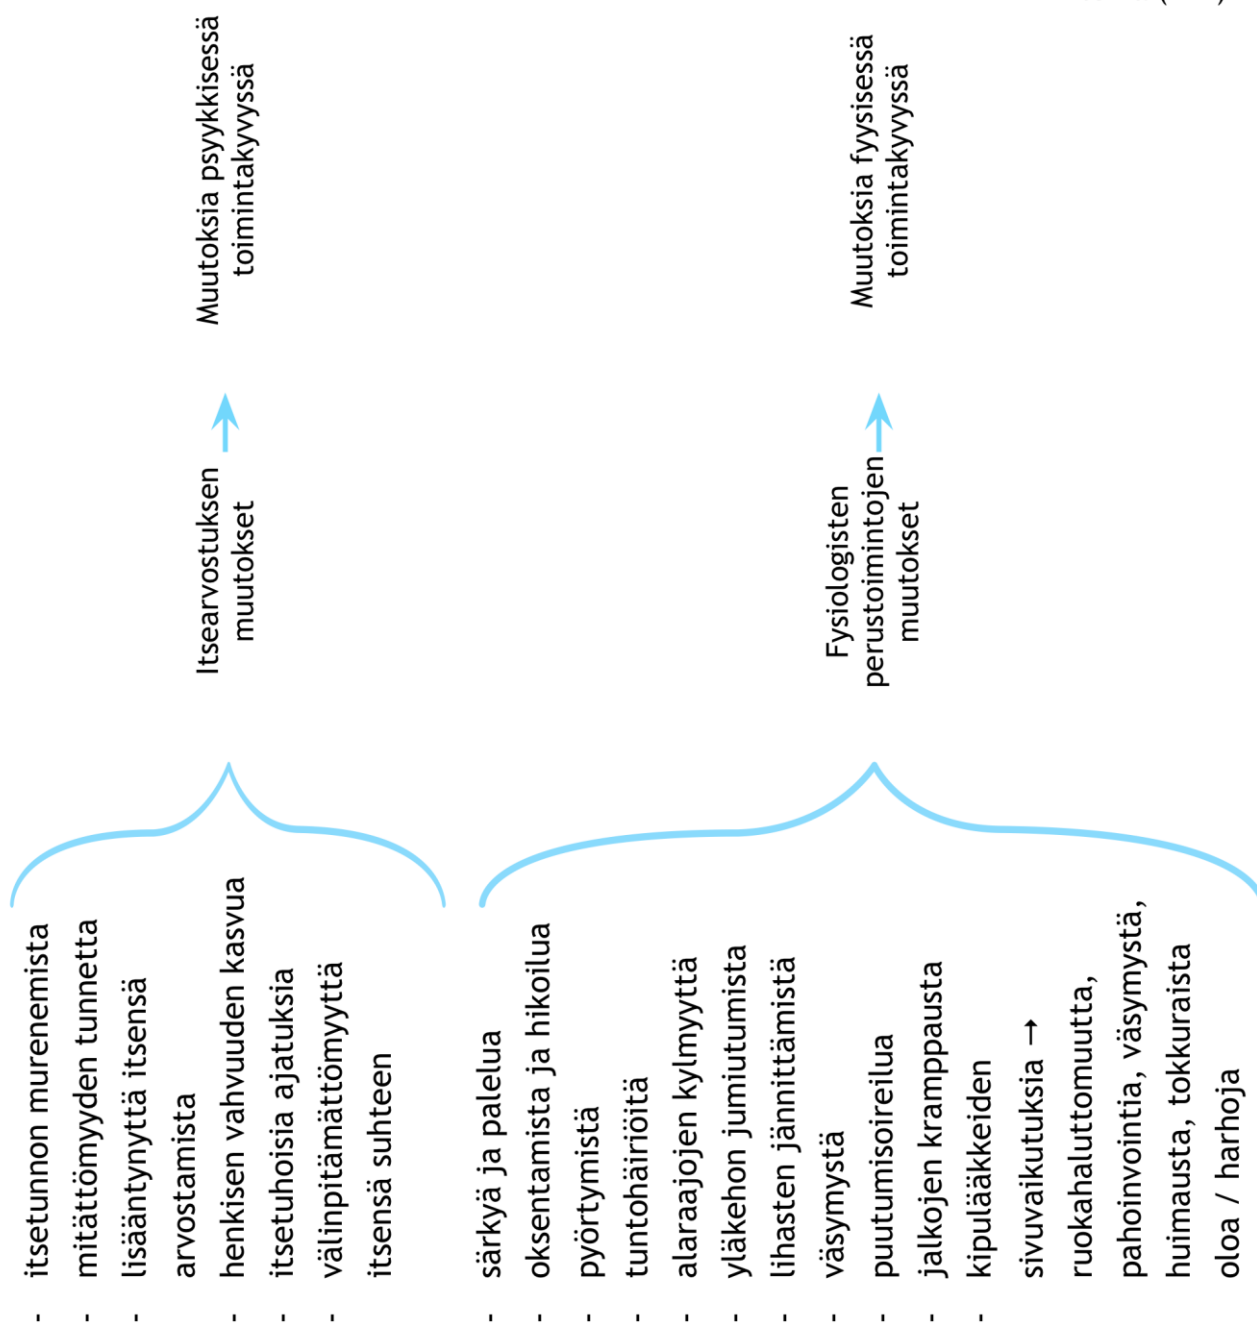 - itsetunnon murenemista
- mitättömyyden tunnetta
- lisääntynyttä itsensä
arvostamista
- henkisen vahvuuden kasvua
- itsetuhoisia ajatuksia
- välinpitämättömyyttä
itsensä suhteen
Itsearvostuksen
muutokset
Muutoksia psyykkisessä
toimintakyvyssä
- särkyä ja palelua
- oksentamista ja hikoilua
- pyörtymistä
- tuntohäiriöitä
- alaraajojen kylmyyttä
- yläkehon jumiutumista
- lihasten jännittämistä
- väsymystä
- puutumisoireilua
- jalkojen kramppausta
- kipulääkkeiden
sivuvaikutuksia →
ruokahaluttomuutta,
pahoinvointia, väsymystä,
huimausta, tokkuraista
oloa / harhoja
Fysiologisten
perustoimintojen
muutokset
Muutoksia fyysisessä
toimintakyvyssä